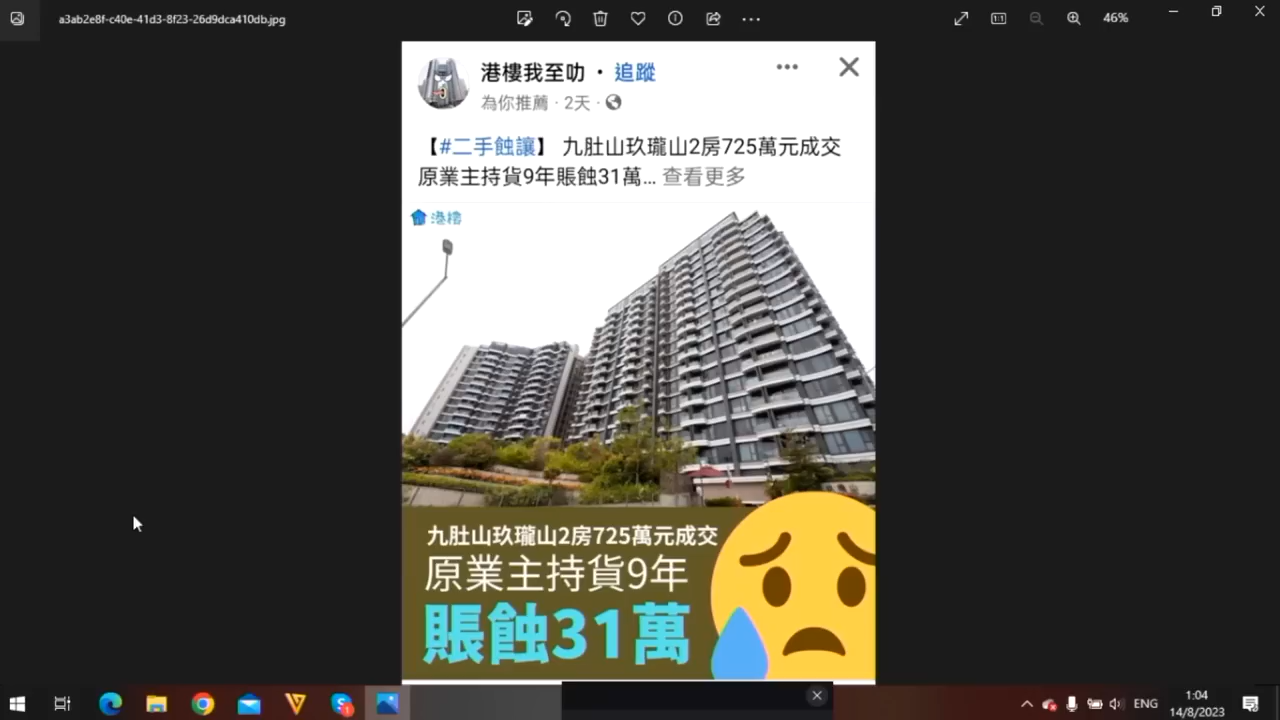 a3ab2e8f-c40e-41d3-8f23-26d9dca410db.jpg
46%
港樓我至叻 · 追蹤
為你推薦 · 2天 ·
【#二手蝕讓】 九肚山玖瓏山2房725萬元成交
原業主持貨9年賬蝕31萬... 查看更多
港樓
九肚山玖瓏山2房725萬元成交
原業主持貨9年
賬蝕31萬
ENG
1:04
14/8/2023